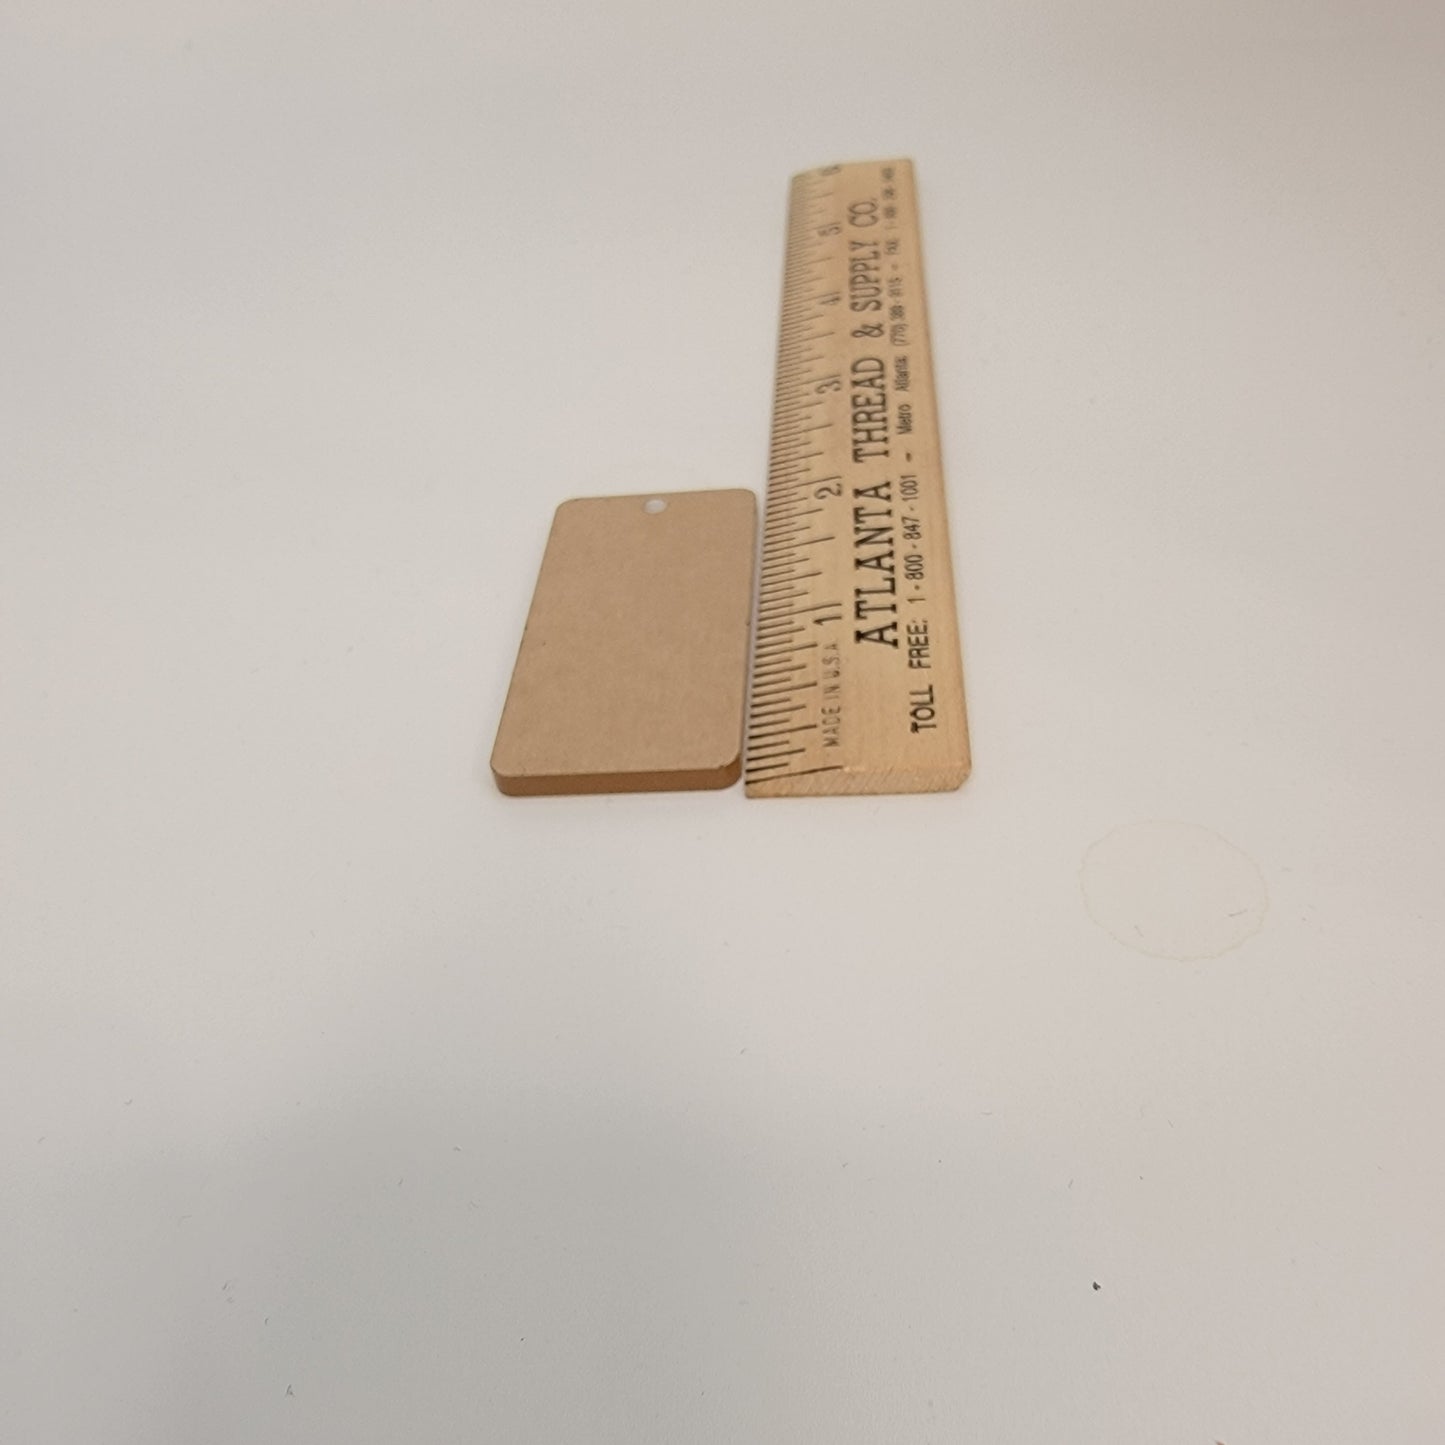 1 2 3 4 5 6
MADE IN U.S.A
ATLANTA THREAD & SUPPLY CO.
TOLL FREE: 1-800-847-1001 - Metro Atlanta